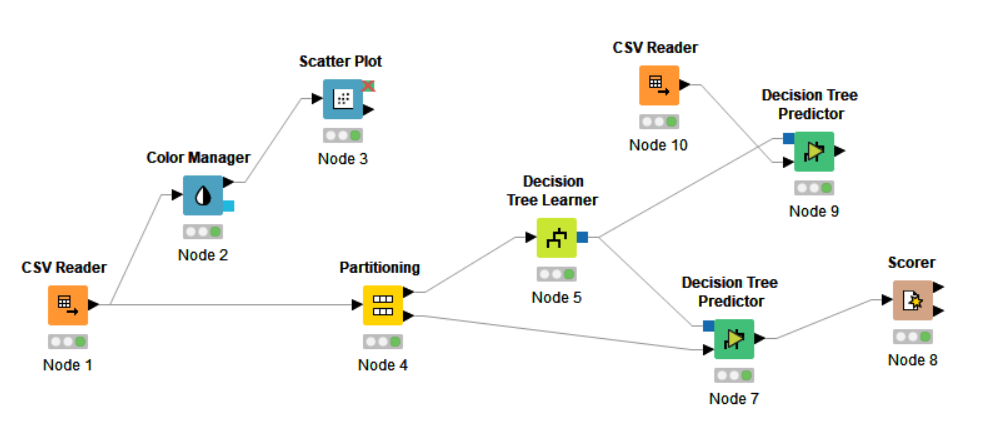 CSV Reader
Node 1
Color Manager
Node 2
Scatter Plot
Node 3
Partitioning
Node 4
Decision
Tree Learner
Node 5
CSV Reader
Node 10
Decision Tree
Predictor
Node 9
Decision Tree
Predictor
Node 7
Scorer
Node 8